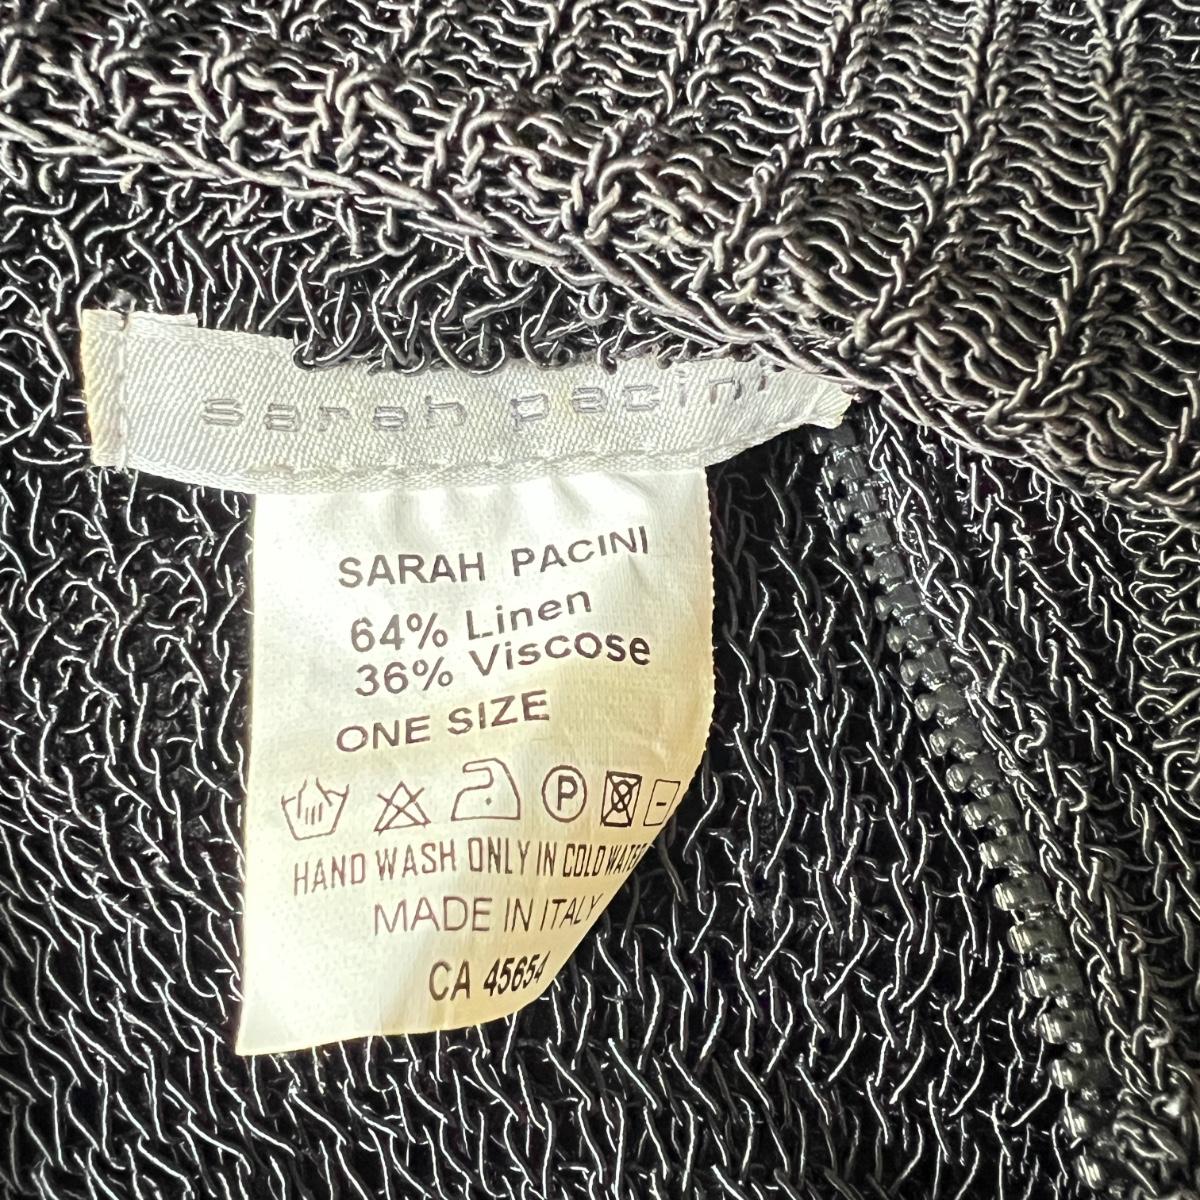 sarah pacini
SARAH PACINI
64% Linen
36% Viscose
ONE SIZE
P
HAND WASH ONLY IN COLD WATER
MADE IN ITALY
CA 45654